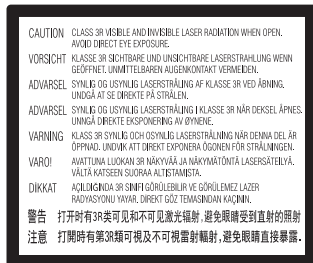 CAUTION CLASS 3R VISIBLE AND INVISIBLE LASER RADIATION WHEN OPEN.
AVOID DIRECT EYE EXPOSURE.
VORSICHT KLASSE 3R SICHTBARE UND UNSICHTBARE LASERSTRAHLUNG WENN
GEÖFFNET. UNMITTELBAREN AUGENKONTAKT VERMEIDEN.
ADVARSEL SYNLIG OG USYNLIG LASERSTRÅLING AF KLASSE 3R VED ÅBNING.
UNDGÅ AT SE DIREKTE PÅ STRÅLEN.
ADVARSEL SYNLIG OG USYNLIG LASERSTRÅLING I KLASSE 3R NÅR DEKSEL ÅPNES.
UNNGÅ DIREKTE EKSPONERING AV ØYNENE.
VARNING KLASS 3R SYNLIG OCH OSYNLIG LASERSTRÅLNING NÄR DENNA DEL ÄR
ÖPPNAD. UNDVIK ATT DIREKT EXPONERA ÖGONEN FÖR STRÅLNINGEN.
VARO! AVATTUNA LUOKAN 3R NÄKYVÄÄ JA NÄKYMÄTÖNTÄ LASERSÄTEILYÄ.
VÄLTÄ KATSEEN SUORAA ALTISTAMISTA.
DIKKAT AÇILDIGINDA 3R SINIFI GÖRÜLEBILIR VE GÖRÜLEMEZ LAZER
RADYASYONU YAYAR. DIREKT GÖZ TEMASINDAN KAÇININ.
警告 打开时有3R类可见和不可见激光辐射,避免眼睛受到直射的照射
注意 打開時有第3R類可視及不可視雷射輻射,避免眼睛直接暴露。